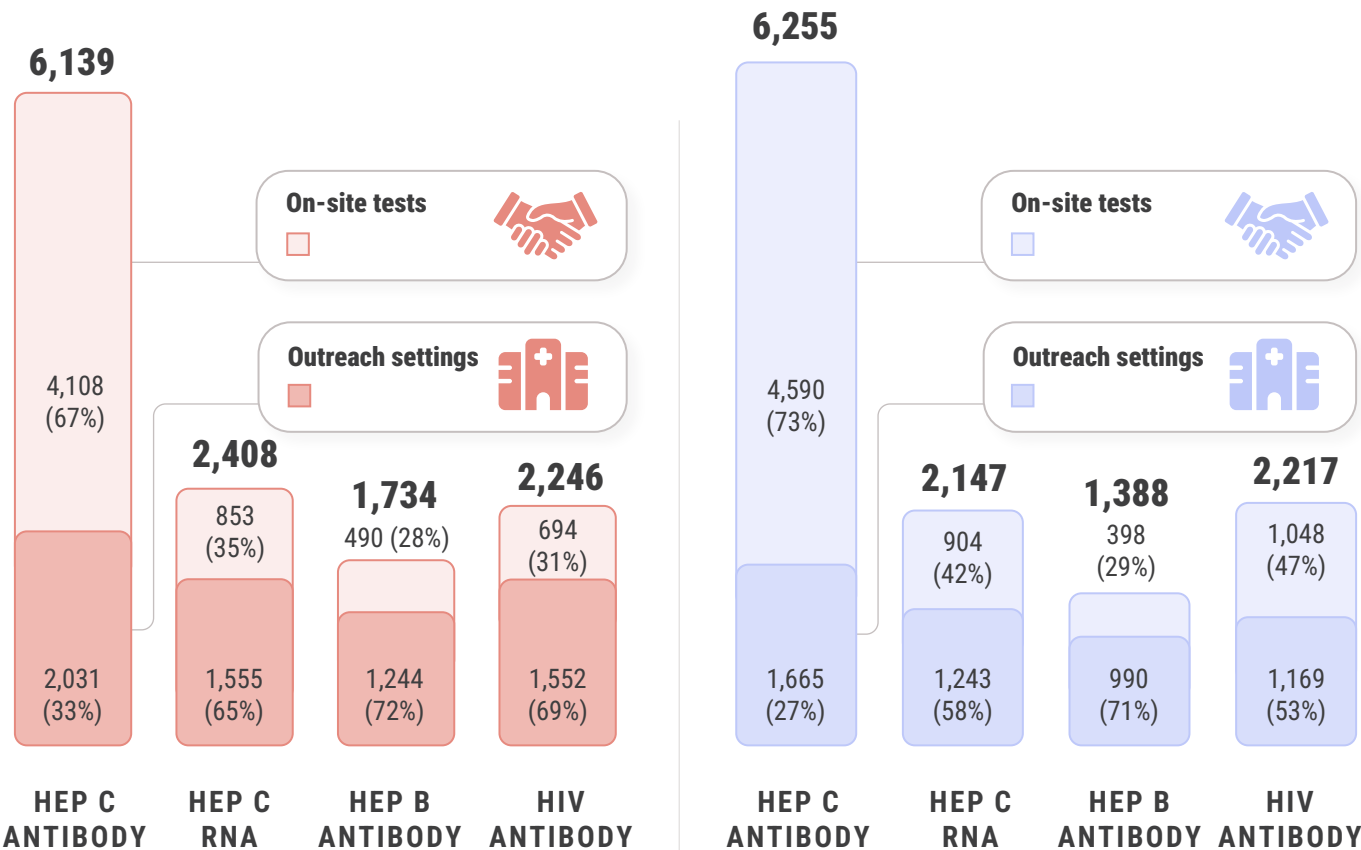 6,139
On-site tests
Outreach settings
4,108
(67%)
2,408
853
(35%)
1,734
490 (28%)
2,246
694
(31%)
2,031
(33%)
1,555
(65%)
1,244
(72%)
1,552
(69%)
HEP C
ANTIBODY
HEP C
RNA
HEP B
ANTIBODY
HIV
ANTIBODY
6,255
On-site tests
Outreach settings
4,590
(73%)
2,147
904
(42%)
1,388
398
(29%)
2,217
1,048
(47%)
1,665
(27%)
1,243
(58%)
990
(71%)
1,169
(53%)
HEP C
ANTIBODY
HEP C
RNA
HEP B
ANTIBODY
HIV
ANTIBODY